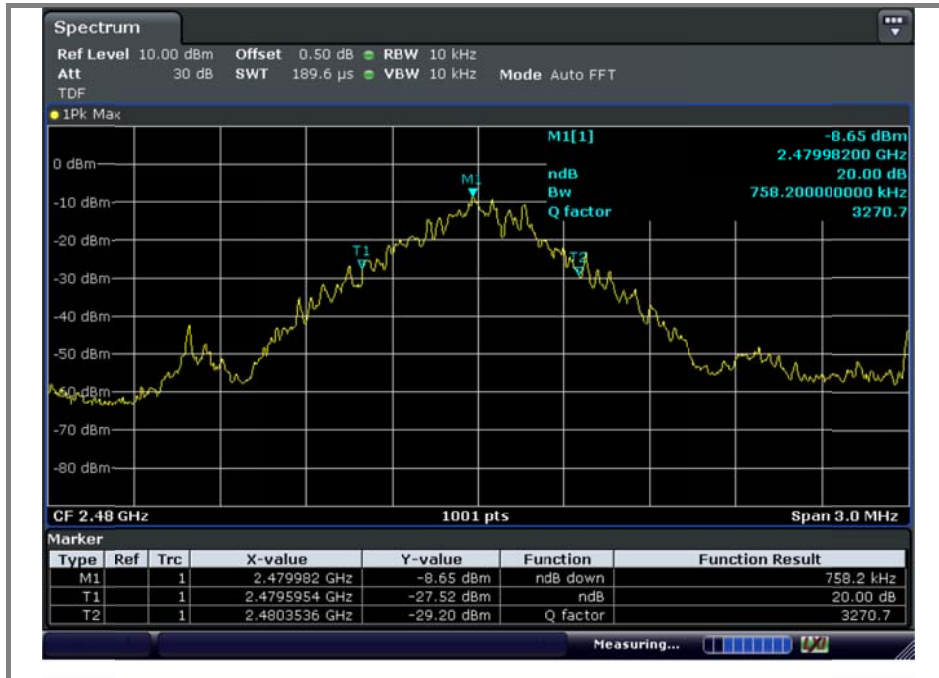 Spectrum
Ref Level 10.00 dBm Offset 0.50 dB RBW 10 kHz
Att 30 dB SWT 189.6 µs VBW 10 kHz Mode Auto FFT
TDF
1Pk Max
M1[1] -8.65 dBm
2.47998200 GHz
ndB 20.00 dB
Bw 758.200000000 kHz
Q factor 3270.7
0 dBm
M1
-10 dBm
-20 dBm
T1
T2
-30 dBm
-40 dBm
-50 dBm
-60 dBm
-70 dBm
-80 dBm
CF 2.48 GHz 1001 pts Span 3.0 MHz
Marker
Type Ref Trc X-value Y-value Function Function Result
M1 1 2.479982 GHz -8.65 dBm ndB down 758.2 kHz
T1 1 2.4795954 GHz -27.52 dBm ndB 20.00 dB
T2 1 2.4803536 GHz -29.20 dBm Q factor 3270.7
Measuring...